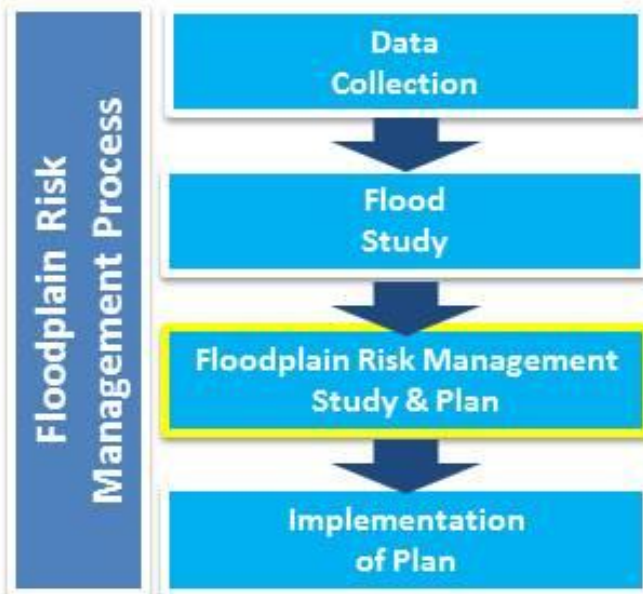 Floodplain Risk
Management Process
Data
Collection
Flood
Study
Floodplain Risk Management
Study & Plan
Implementation
of Plan